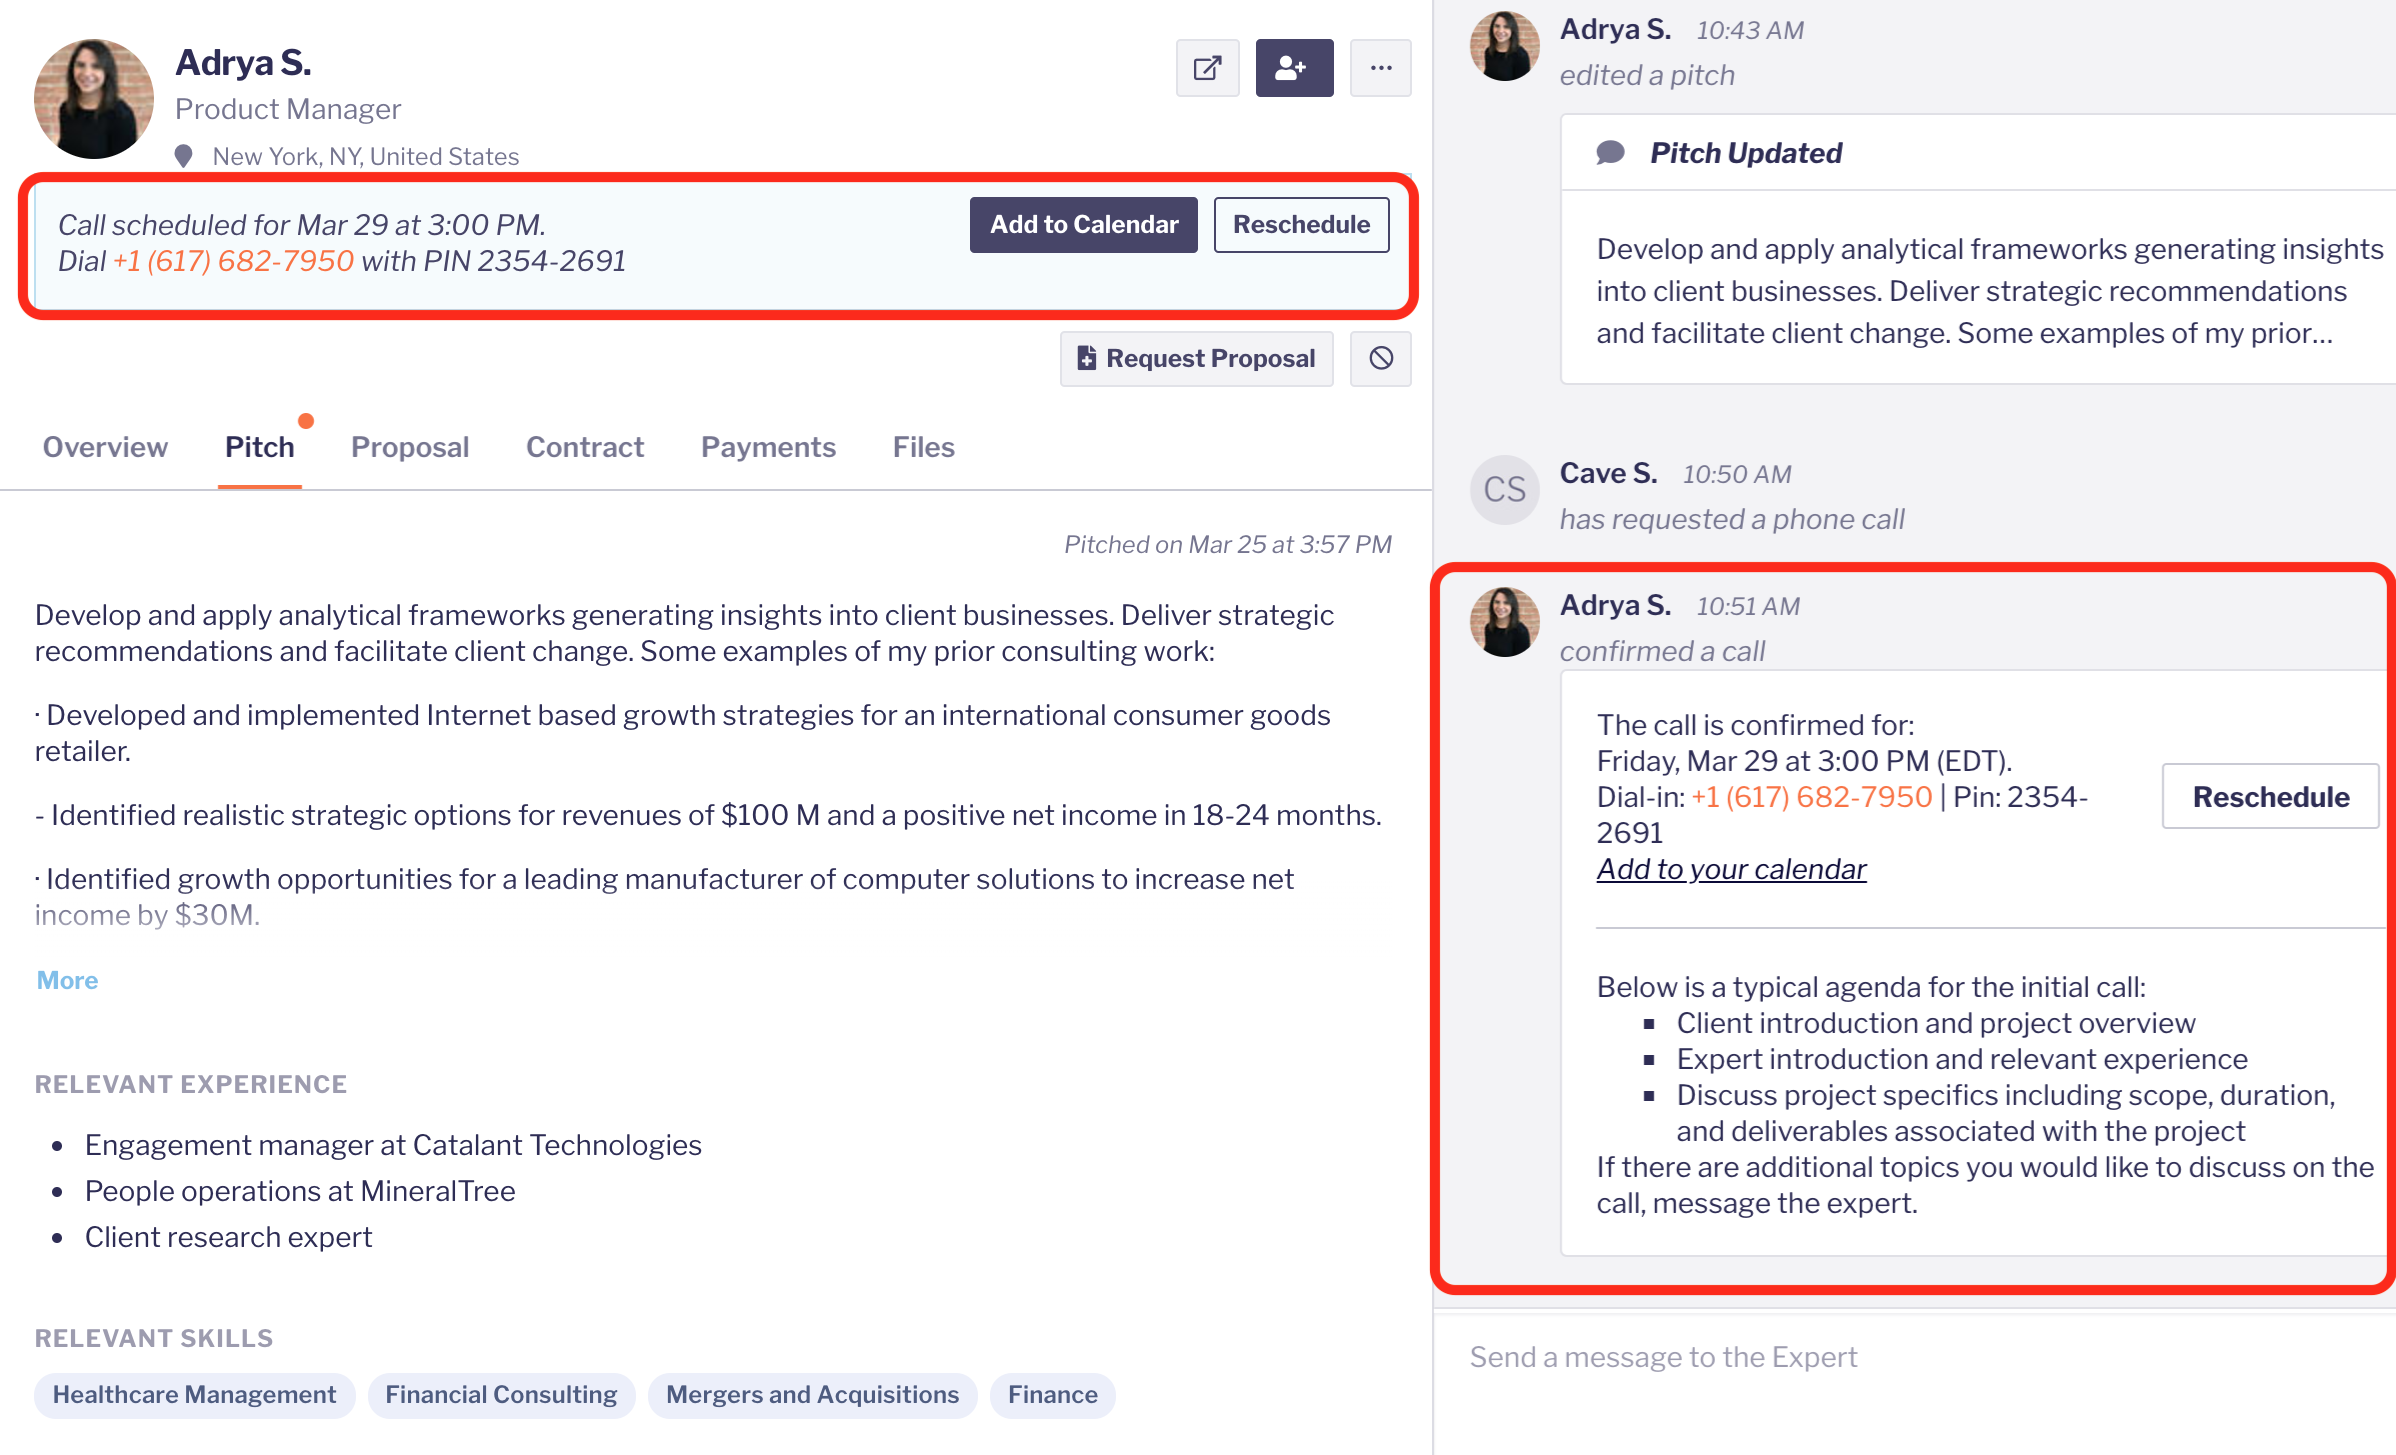 Adrya S.
Product Manager
New York, NY, United States
Call scheduled for Mar 29 at 3:00 PM.
Dial +1 (617) 682-7950 with PIN 2354-2691
Add to Calendar
Reschedule
Request Proposal
Overview
Pitch
Proposal
Contract
Payments
Files
Pitched on Mar 25 at 3:57 PM
Develop and apply analytical frameworks generating insights into client businesses. Deliver strategic
recommendations and facilitate client change. Some examples of my prior consulting work:
· Developed and implemented Internet based growth strategies for an international consumer goods
retailer.
- Identified realistic strategic options for revenues of $100 M and a positive net income in 18-24 months.
· Identified growth opportunities for a leading manufacturer of computer solutions to increase net
income by $30M.
More
RELEVANT EXPERIENCE
• Engagement manager at Catalant Technologies
• People operations at MineralTree
• Client research expert
RELEVANT SKILLS
Healthcare Management
Financial Consulting
Mergers and Acquisitions
Finance
Adrya S. 10:43 AM
edited a pitch
Pitch Updated
Develop and apply analytical frameworks generating insights
into client businesses. Deliver strategic recommendations
and facilitate client change. Some examples of my prior...
CS
Cave S. 10:50 AM
has requested a phone call
Adrya S. 10:51 AM
confirmed a call
The call is confirmed for:
Friday, Mar 29 at 3:00 PM (EDT).
Dial-in: +1 (617) 682-7950 | Pin: 2354-
2691
Add to your calendar
Reschedule
Below is a typical agenda for the initial call:
▪ Client introduction and project overview
▪ Expert introduction and relevant experience
▪ Discuss project specifics including scope, duration,
and deliverables associated with the project
If there are additional topics you would like to discuss on the
call, message the expert.
Send a message to the Expert